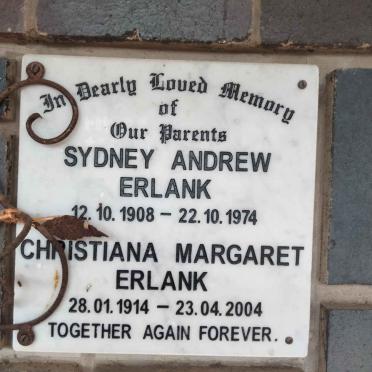 In Dearly Loved Memory
of
Our Parents
SYDNEY ANDREW
ERLANK
12.10.1908 – 22.10.1974
CHRISTIANA MARGARET
ERLANK
28.01.1914 – 23.04.2004
TOGETHER AGAIN FOREVER.